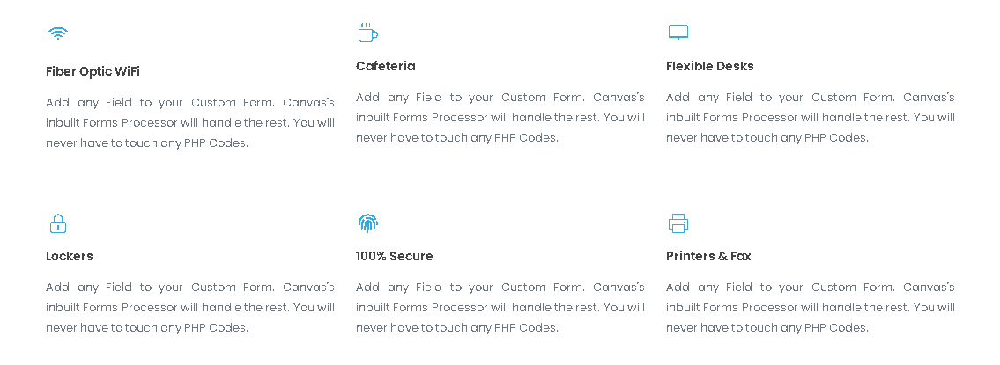 Fiber Optic WiFi
Add any Field to your Custom Form. Canvas's
inbuilt Forms Processor will handle the rest. You will
never have to touch any PHP Codes.
Cafeteria
Add any Field to your Custom Form. Canvas's
inbuilt Forms Processor will handle the rest. You will
never have to touch any PHP Codes.
Flexible Desks
Add any Field to your Custom Form. Canvas's
inbuilt Forms Processor will handle the rest. You will
never have to touch any PHP Codes.
Lockers
Add any Field to your Custom Form. Canvas's
inbuilt Forms Processor will handle the rest. You will
never have to touch any PHP Codes.
100% Secure
Add any Field to your Custom Form. Canvas's
inbuilt Forms Processor will handle the rest. You will
never have to touch any PHP Codes.
Printers & Fax
Add any Field to your Custom Form. Canvas's
inbuilt Forms Processor will handle the rest. You will
never have to touch any PHP Codes.